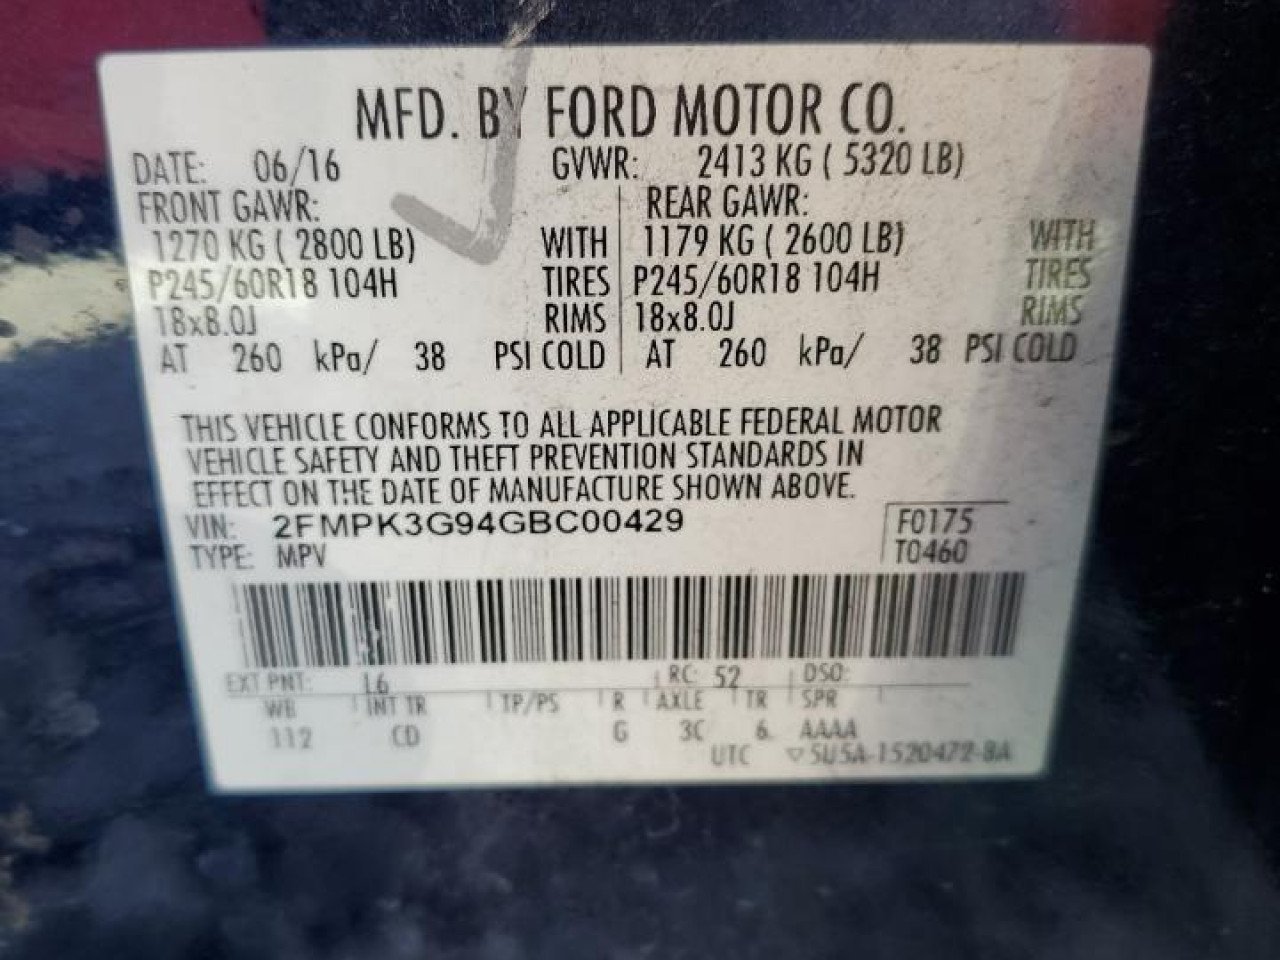 MFD. BY FORD MOTOR CO.
DATE: 06/16 GVWR: 2413 KG ( 5320 LB)
FRONT GAWR: REAR GAWR:
1270 KG ( 2800 LB) WITH 1179 KG ( 2600 LB) WITH
P245/60R18 104H TIRES P245/60R18 104H TIRES
18x8.0J RIMS 18x8.0J RIMS
AT 260 kPa/ 38 PSI COLD AT 260 kPa/ 38 PSI COLD
THIS VEHICLE CONFORMS TO ALL APPLICABLE FEDERAL MOTOR
VEHICLE SAFETY AND THEFT PREVENTION STANDARDS IN
EFFECT ON THE DATE OF MANUFACTURE SHOWN ABOVE.
VIN: 2FMPK3G94GBC00429 F0175
TYPE: MPV T0460
EXT PNT: L6 RC: 52 DSO:
WB INT TR TP/PS R AXLE TR SPR
112 CD G 3C 6 AAAA
UTC ▽5U5A-1520472-BA